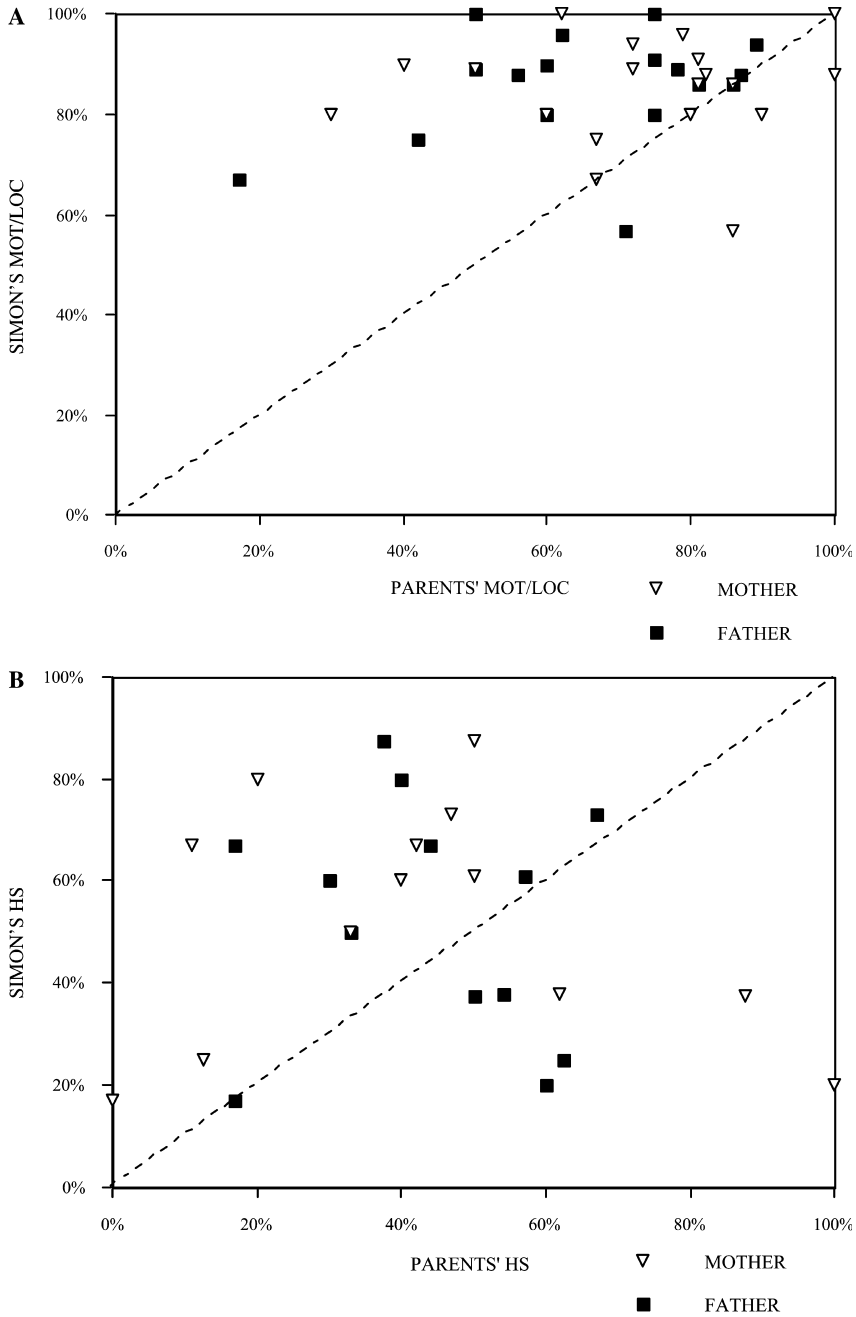 A
100%
80%
60%
40%
20%
0%
SIMON'S MOT/LOC
0% 20% 40% 60% 80% 100%
PARENTS' MOT/LOC
MOTHER
FATHER
B
100%
80%
60%
40%
20%
0%
SIMON'S HS
0% 20% 40% 60% 80% 100%
PARENTS' HS
MOTHER
FATHER